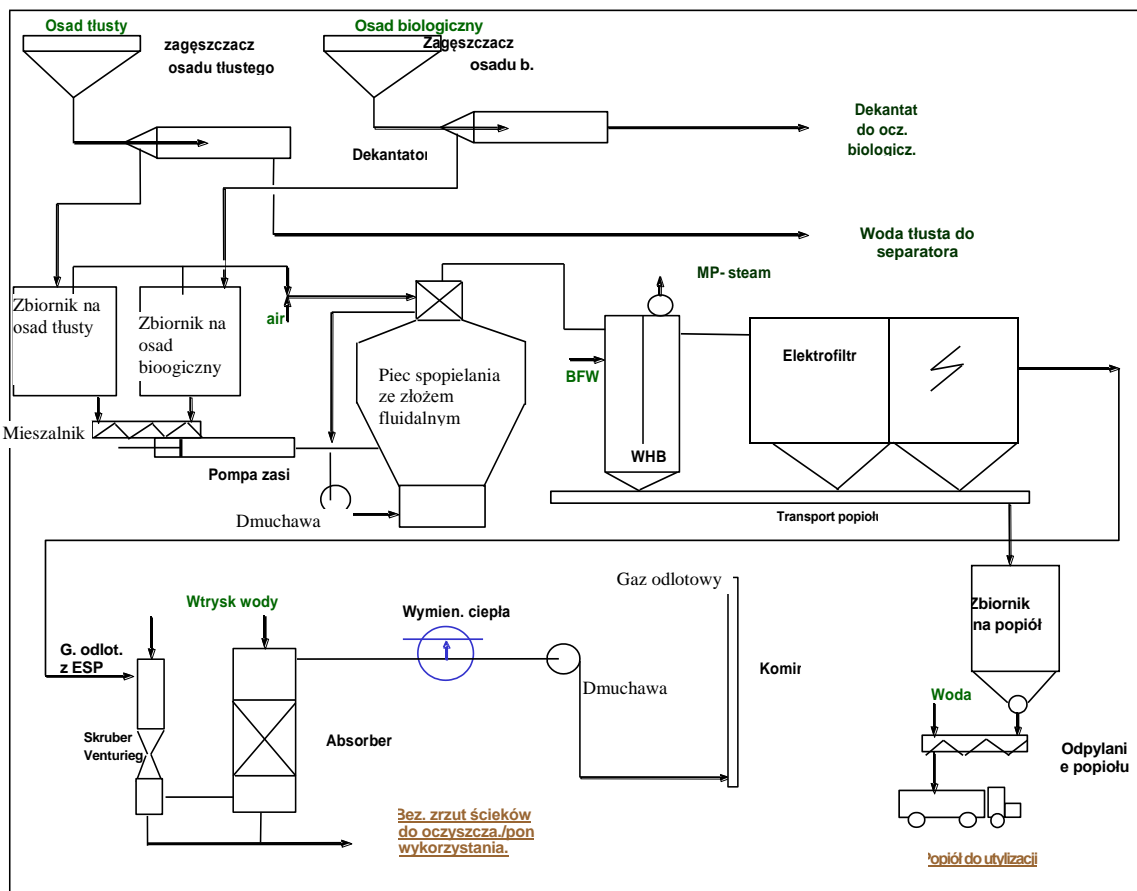 Osad tłusty
zagęszczacz
osadu tłustego
Osad biologiczny
Zagęszczacz
osadu b.
Dekantator
Dekantat
do ocz.
biologicz.
Woda tłusta do
separatora
MP- steam
Zbiornik na
osad tłusty
Zbiornik na
osad
bioogiczny
air
BFW
Piec spopielania
ze złożem
fluidalnym
Elektrofiltr
Mieszalnik
Pompa zasi
WHB
Dmuchawa
Transport popiołu
Gaz odlotowy
Wtrysk wody
Wymien. ciepła
Zbiornik
na popiół
G. odlot.
z ESP
Dmuchawa
Komin
Woda
Skruber
Venturieg
Absorber
Odpylani
e popiołu
Bez. zrzut ścieków
do oczyszcza./pon
wykorzystania.
Popiół do utylizacji